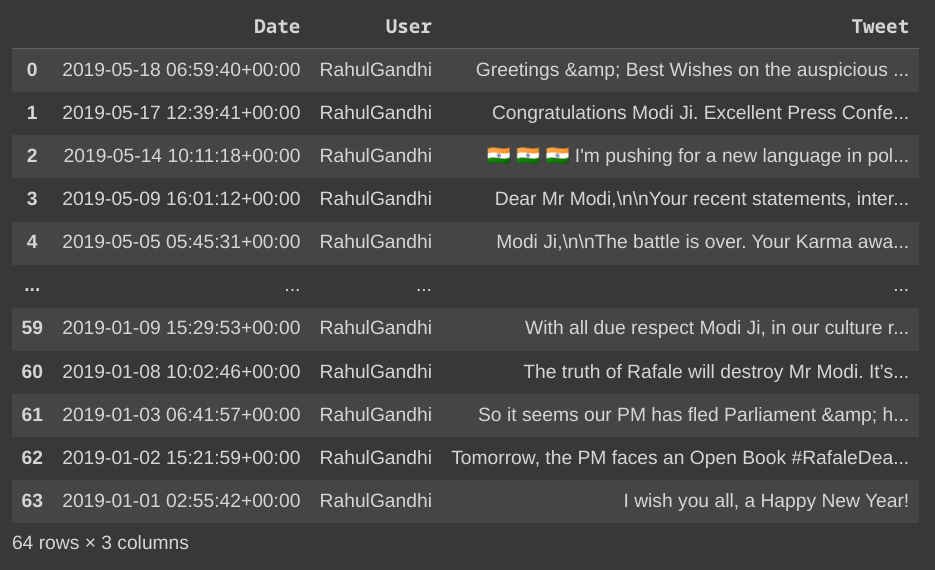 Date User Tweet
0 2019-05-18 06:59:40+00:00 RahulGandhi Greetings &amp; Best Wishes on the auspicious ...
1 2019-05-17 12:39:41+00:00 RahulGandhi Congratulations Modi Ji. Excellent Press Confe...
2 2019-05-14 10:11:18+00:00 RahulGandhi 🇮🇳 🇮🇳 🇮🇳 I'm pushing for a new language in pol...
3 2019-05-09 16:01:12+00:00 RahulGandhi Dear Mr Modi,\n\nYour recent statements, inter...
4 2019-05-05 05:45:31+00:00 RahulGandhi Modi Ji,\n\nThe battle is over. Your Karma awa...
... ... ... ...
59 2019-01-09 15:29:53+00:00 RahulGandhi With all due respect Modi Ji, in our culture r...
60 2019-01-08 10:02:46+00:00 RahulGandhi The truth of Rafale will destroy Mr Modi. It's...
61 2019-01-03 06:41:57+00:00 RahulGandhi So it seems our PM has fled Parliament &amp; h...
62 2019-01-02 15:21:59+00:00 RahulGandhi Tomorrow, the PM faces an Open Book #RafaleDea...
63 2019-01-01 02:55:42+00:00 RahulGandhi I wish you all, a Happy New Year!
64 rows × 3 columns